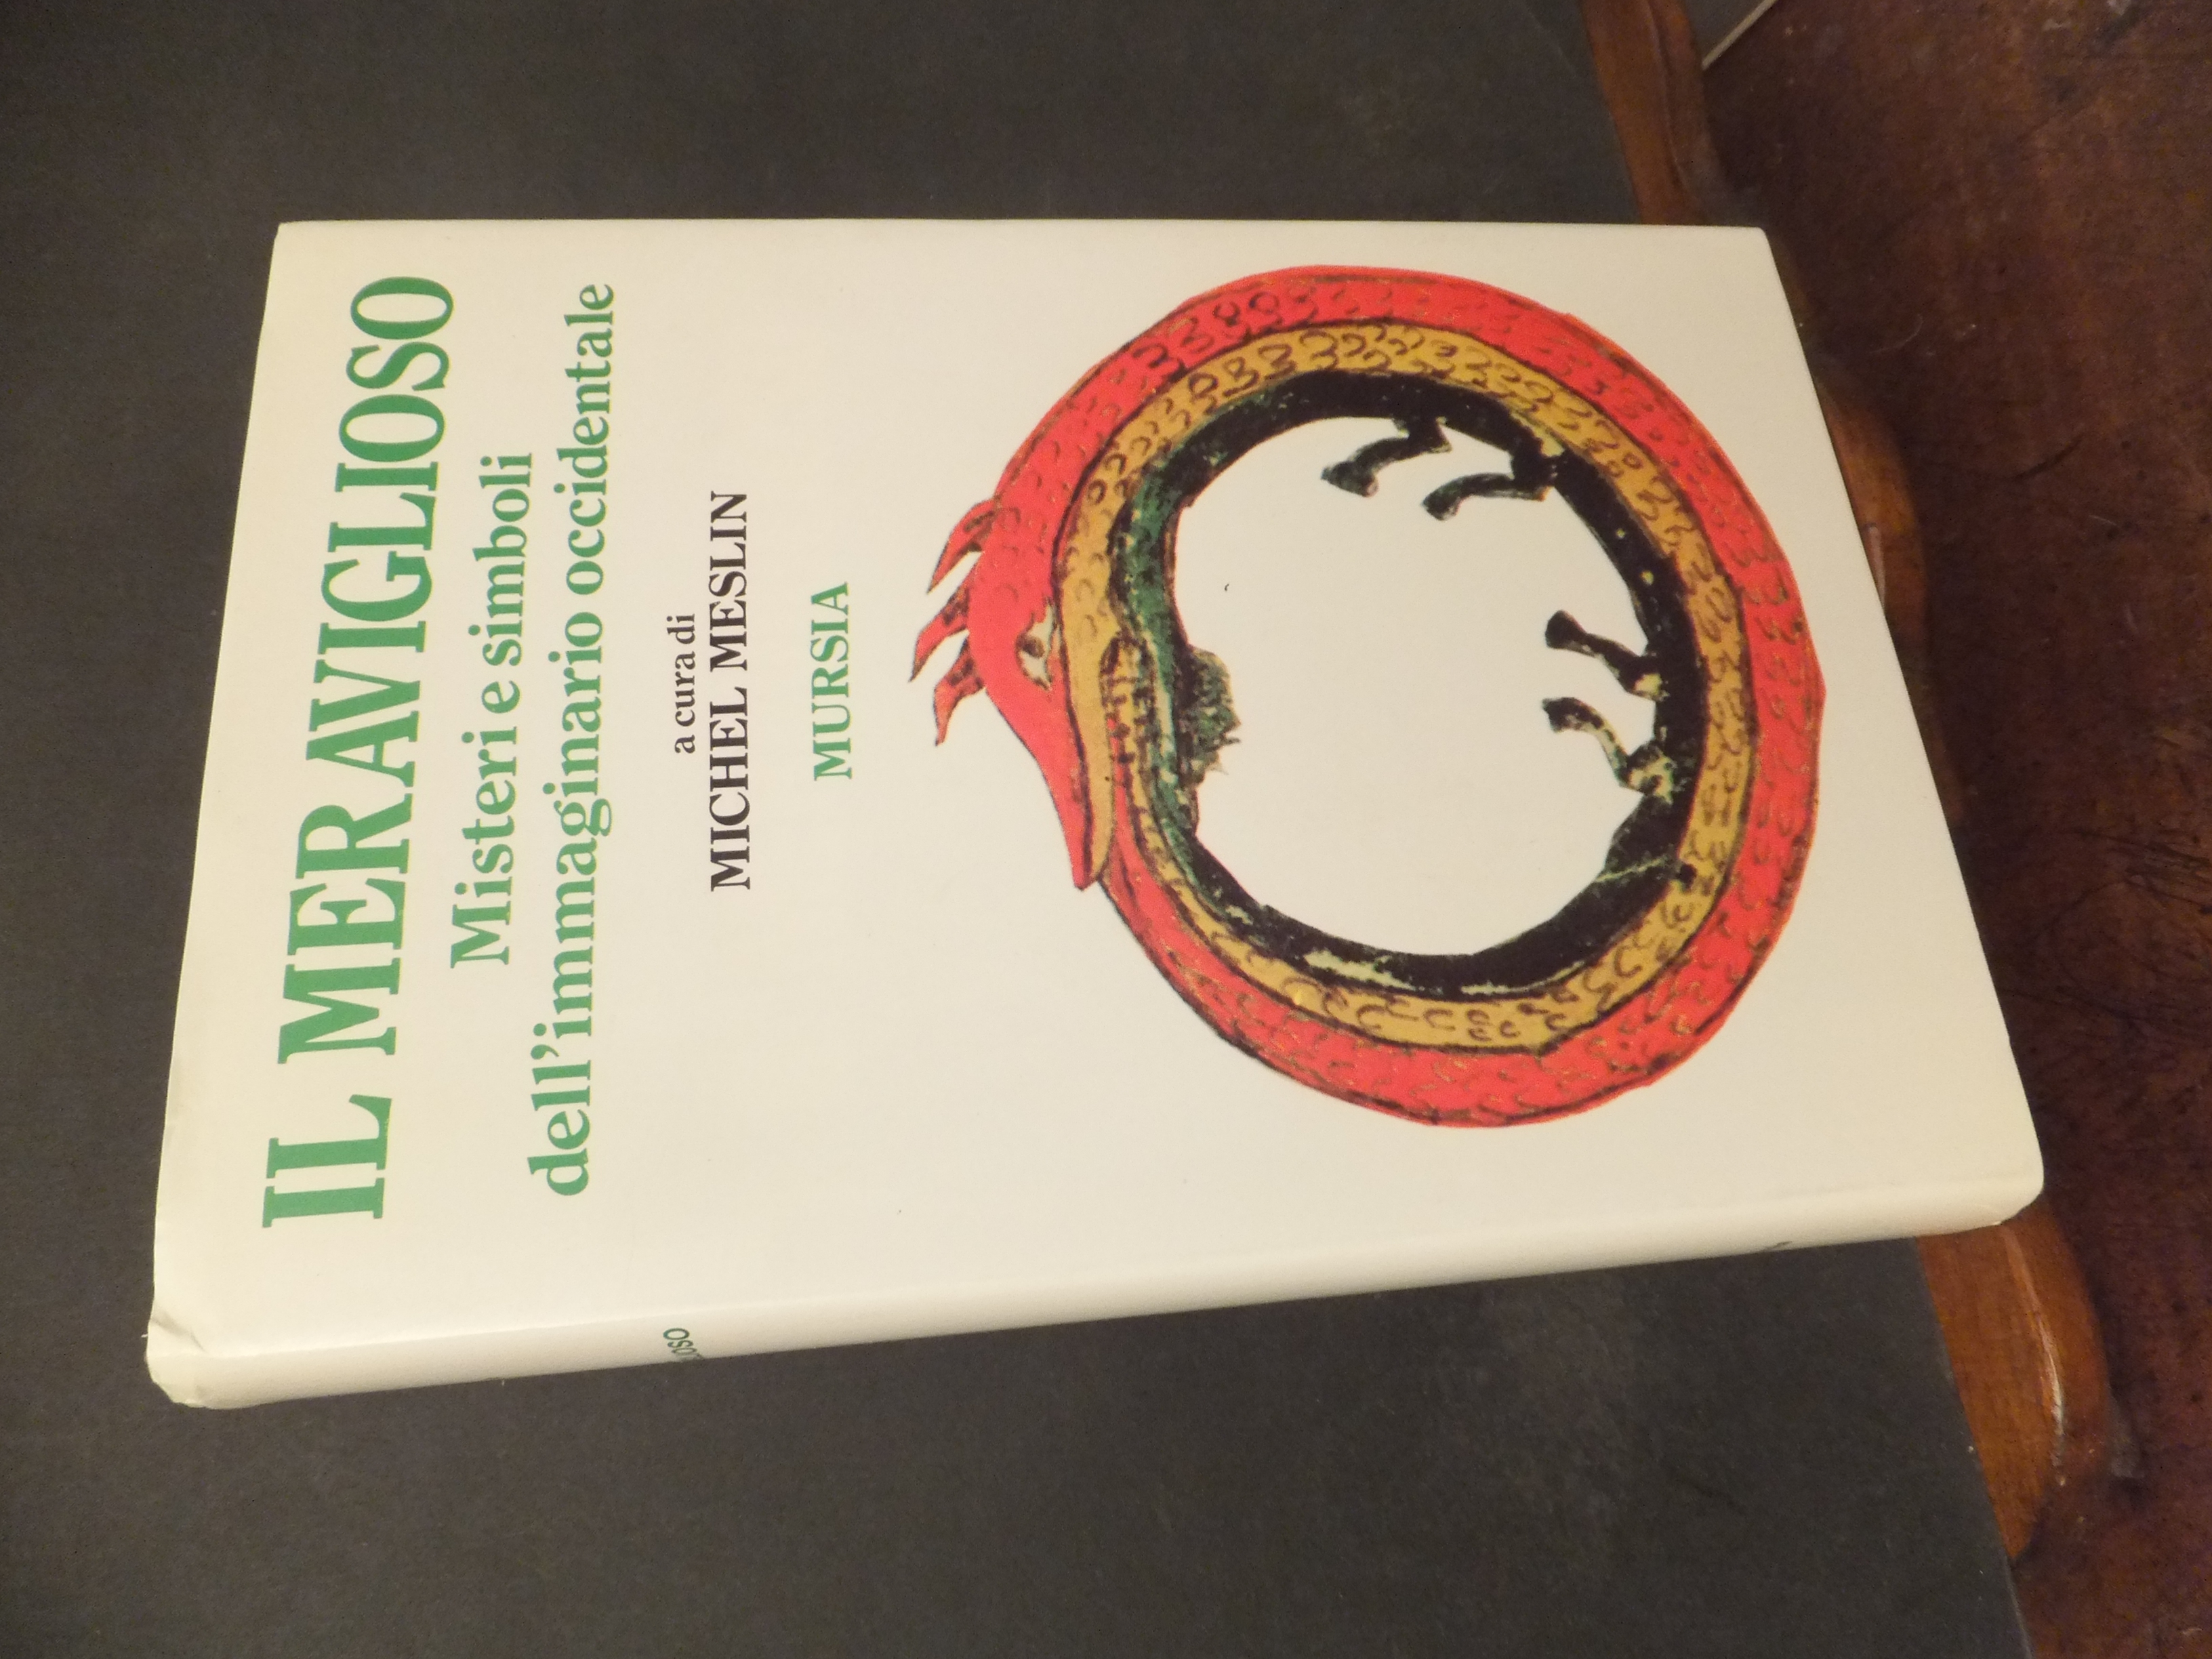 IL MERAVIGLIOSO
Misteri e simboli
dell'immaginario occidentale
a cura di
MICHEL MESLIN
MURSIA